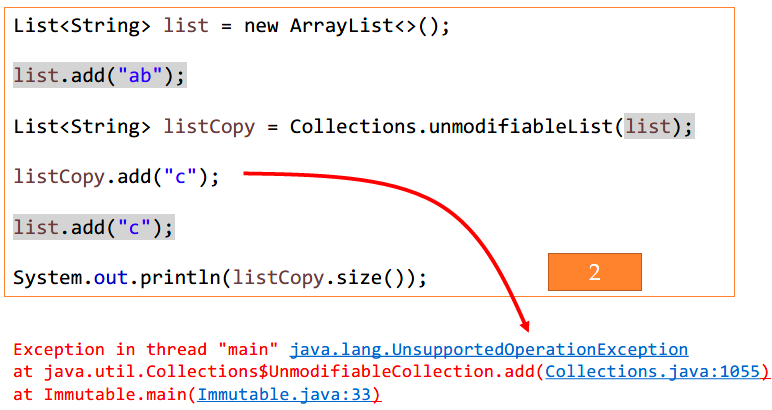 List<String> list = new ArrayList<>();
list.add("ab");
List<String> listCopy = Collections.unmodifiableList(list);
listCopy.add("c");
list.add("c");
System.out.println(listCopy.size());
2
Exception in thread "main" java.lang.UnsupportedOperationException
at java.util.Collections$UnmodifiableCollection.add(Collections.java:1055)
at Immutable.main(Immutable.java:33)